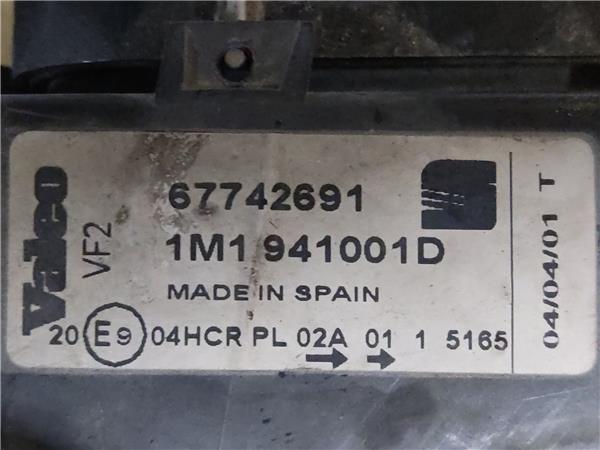 Valeo
VF2
67742691
1M1 941001D
MADE IN SPAIN
20 E9 04HCR PL 02A 01 1 5165
04/04/01 T